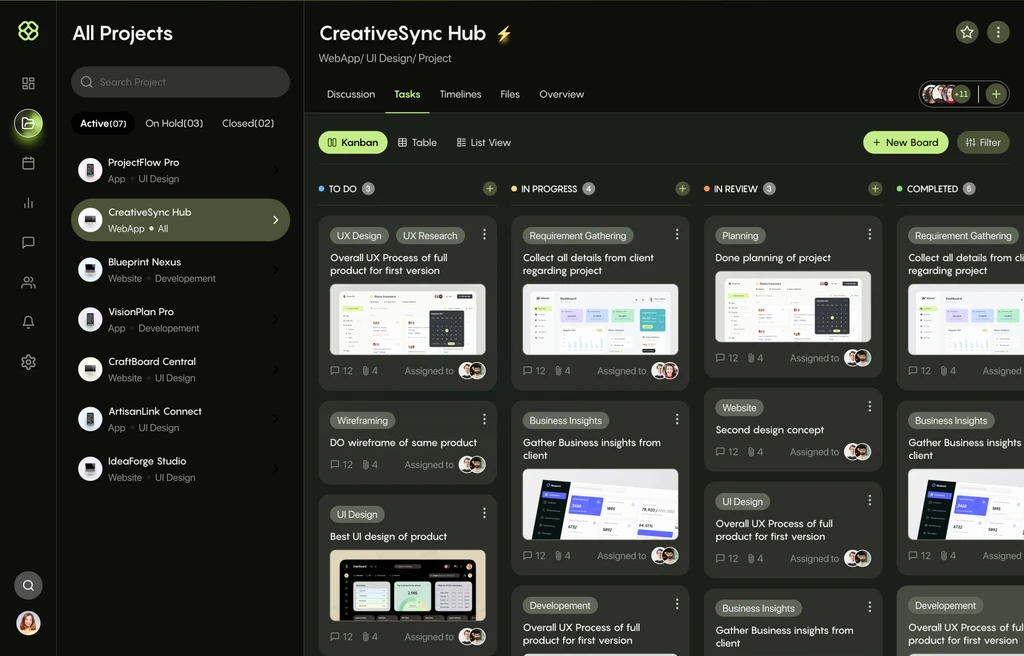 All Projects
Search Project
Active(07)
On Hold(03)
Closed(02)
ProjectFlow Pro
App UI Design
CreativeSync Hub
WebApp All
Blueprint Nexus
Website Developement
VisionPlan Pro
App Developement
CraftBoard Central
Website UI Design
ArtisanLink Connect
App UI Design
IdeaForge Studio
Website UI Design
CreativeSync Hub ⚡
WebApp/ UI Design/ Project
Discussion
Tasks
Timelines
Files
Overview
+11
+
Kanban
Table
List View
+ New Board
Filter
TO DO 3 +
UX Design UX Research
Overall UX Process of full
product for first version
12 4 Assigned to
Wireframing
DO wireframe of same product
12 4 Assigned to
UI Design
Best UI design of product
12 4 Assigned to
IN PROGRESS 4 +
Requirement Gathering
Collect all details from client
regarding project
12 4 Assigned to
Business Insights
Gather Business insights from
client
12 4 Assigned to
Developement
Overall UX Process of full
product for first version
IN REVIEW 3 +
Planning
Done planning of project
12 4 Assigned to
Website
Second design concept
12 4 Assigned to
UI Design
Overall UX Process of full
product for first version
12 4 Assigned to
Business Insights
Gather Business insights from
client
COMPLETED 5
Requirement Gathering
Collect all details from cli
regarding project
12 4 Assigned
Business Insights
Gather Business insights
client
12 4 Assigned
Developement
Overall UX Process of ful
product for first version